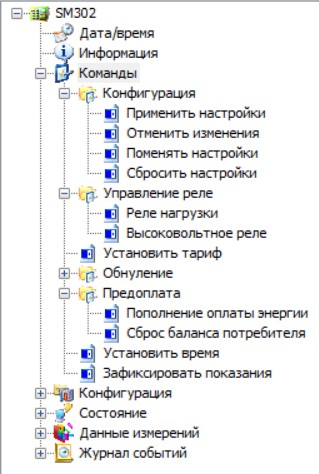 SM302
Дата/время
Информация
Команды
Конфигурация
Применить настройки
Отменить изменения
Поменять настройки
Сбросить настройки
Управление реле
Реле нагрузки
Высоковольтное реле
Установить тариф
Обнуление
Предоплата
Пополнение оплаты энергии
Сброс баланса потребителя
Установить время
Зафиксировать показания
Конфигурация
Состояние
Данные измерений
Журнал событий